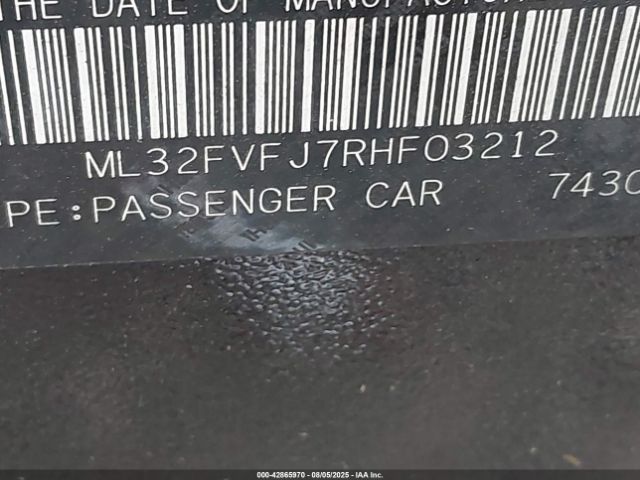 THE DATE OF MANUFACTURE
ML32FVFJ7RHF03212
PE:PASSENGER CAR 7430
000-42865970 - 08/05/2025 - IAA Inc.